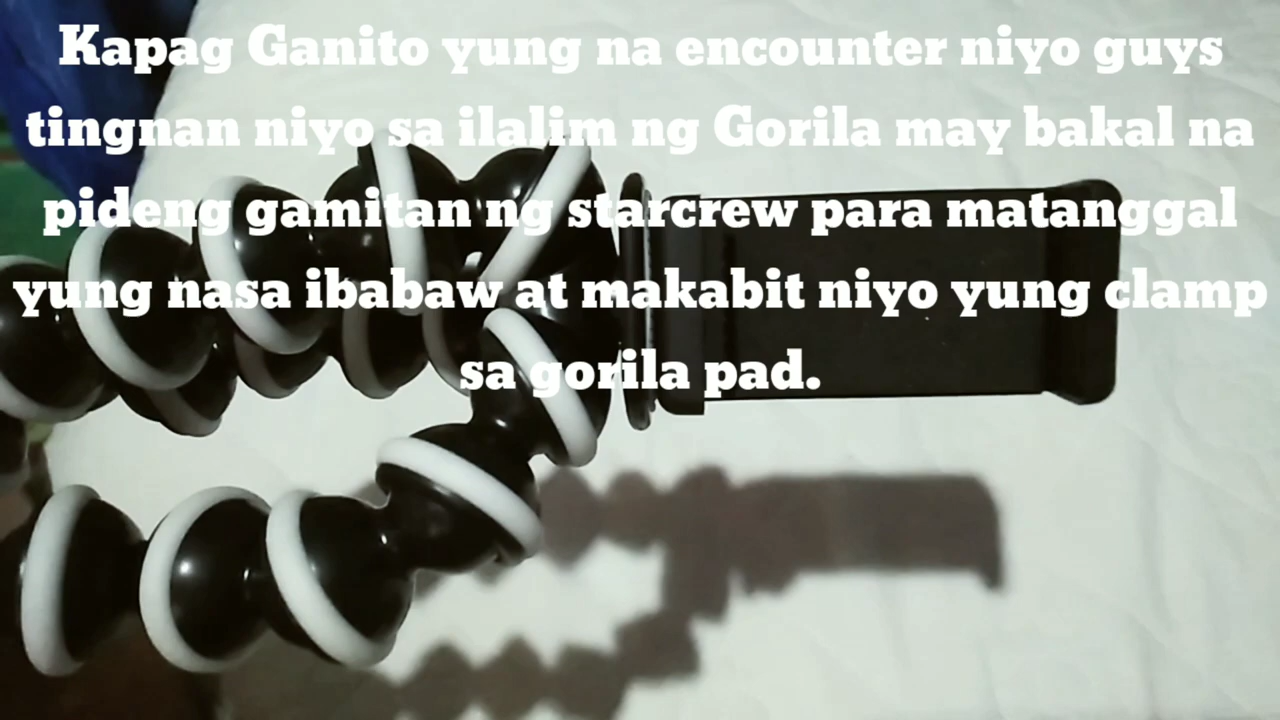 Kapag Ganito yung na encounter niyo guys
tingnan niyo sa ilalim ng Gorila may bakal na
pideng gamitan ng starcrew para matanggal
yung nasa ibabaw at makabit niyo yung clamp
sa gorila pad.